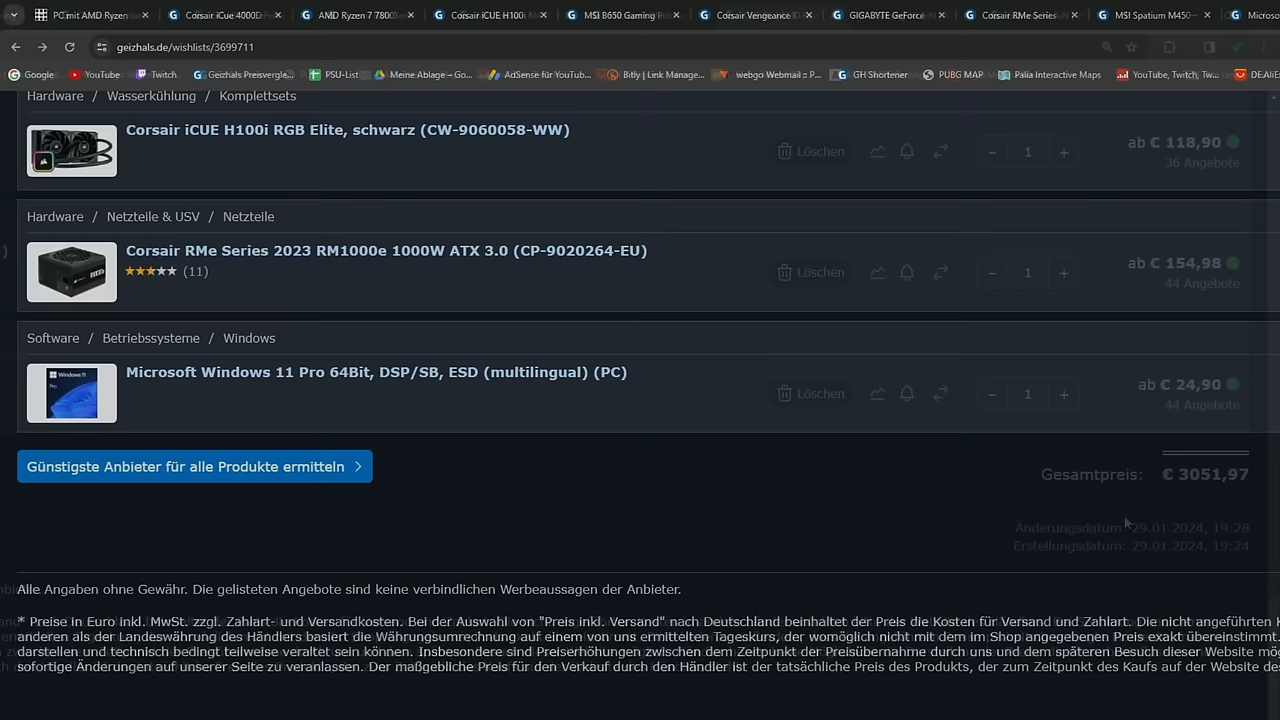 PC mit AMD Ryzen
Corsair iCue 4000D
AMD Ryzen 7 7800
Corsair iCUE H100i
MSI B650 Gaming
Corsair Vengeance
GIGABYTE GeForce
Corsair RMe Series
MSI Spatium M450
Microso
geizhals.de/wishlists/3699711
Google
YouTube
Twitch
Geizhals Preisvergle...
PSU-List
Meine Ablage – Go...
AdSense für YouTub...
Bitly | Link Manage...
webgo Webmail :: P...
GH Shortener
PUBG MAP
Palia Interactive Maps
YouTube, Twitch, Tw...
DEAliE
Hardware / Wasserkühlung / Komplettsets
Corsair iCUE H100i RGB Elite, schwarz (CW-9060058-WW)
Löschen
− 1 +
ab € 118,90
36 Angebote
Hardware / Netzteile & USV / Netzteile
Corsair RMe Series 2023 RM1000e 1000W ATX 3.0 (CP-9020264-EU)
(11)
Löschen
− 1 +
ab € 154,98
44 Angebote
Software / Betriebssysteme / Windows
Microsoft Windows 11 Pro 64Bit, DSP/SB, ESD (multilingual) (PC)
Windows 11
Pro
Löschen
− 1 +
ab € 24,90
44 Angebote
Günstigste Anbieter für alle Produkte ermitteln
Gesamtpreis: € 3051,97
Änderungsdatum: 29.01.2024, 19:28
Erstellungsdatum: 29.01.2024, 19:24
Alle Angaben ohne Gewähr. Die gelisteten Angebote sind keine verbindlichen Werbeaussagen der Anbieter.
* Preise in Euro inkl. MwSt. zzgl. Zahlart- und Versandkosten. Bei der Auswahl von "Preis inkl. Versand" nach Deutschland beinhaltet der Preis die Kosten für Versand und Zahlart. Die nicht angeführten K
anderen als der Landeswährung des Händlers basiert die Währungsumrechnung auf einem von uns ermittelten Tageskurs, der womöglich nicht mit dem im Shop angegebenen Preis exakt übereinstimmt.
darstellen und technisch bedingt teilweise veraltet sein können. Insbesondere sind Preiserhöhungen zwischen dem Zeitpunkt der Preisübernahme durch uns und dem späteren Besuch dieser Website mög
sofortige Änderungen auf unserer Seite zu veranlassen. Der maßgebliche Preis für den Verkauf durch den Händler ist der tatsächliche Preis des Produkts, der zum Zeitpunkt des Kaufs auf der Website des